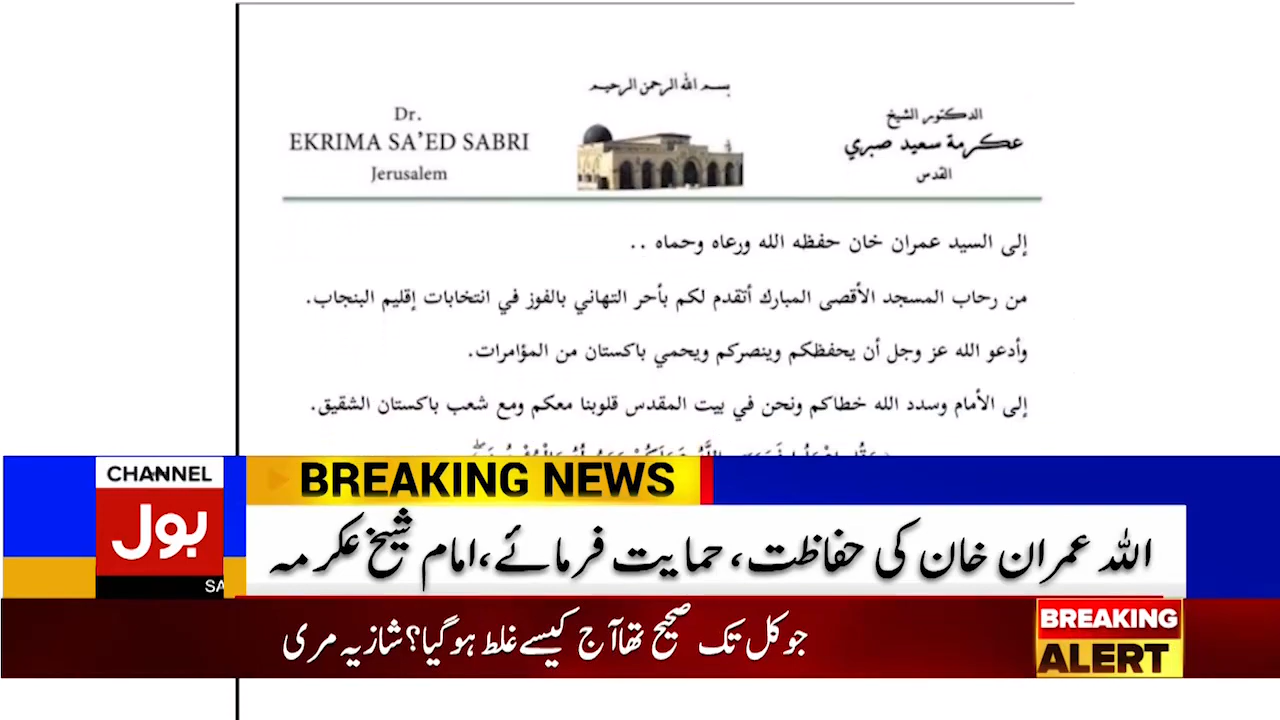 بسم الله الرحمن الرحيم
Dr.
EKRIMA SA'ED SABRI
Jerusalem
الدكتور الشيخ
عكرمة سعيد صبري
القدس
إلى السيد عمران خان حفظه الله ورعاه وحماه ..
من رحاب المسجد الأقصى المبارك أتقدم لكم بأحر التهاني بالفوز في انتخابات إقليم البنجاب.
وأدعو الله عز وجل أن يحفظكم وينصركم ويحمي باكستان من المؤامرات.
إلى الأمام وسدد الله خطاكم ونحن في بيت المقدس قلوبنا معكم ومع شعب باكستان الشقيق.
CHANNEL
بول
SA
BREAKING NEWS
اللہ عمران خان کی حفاظت، حمایت فرمائے، امام شیخ عکرمہ
جو کل تک صحیح تھا آج کیسے غلط ہو گیا؟ شازیہ مری
BREAKING
ALERT